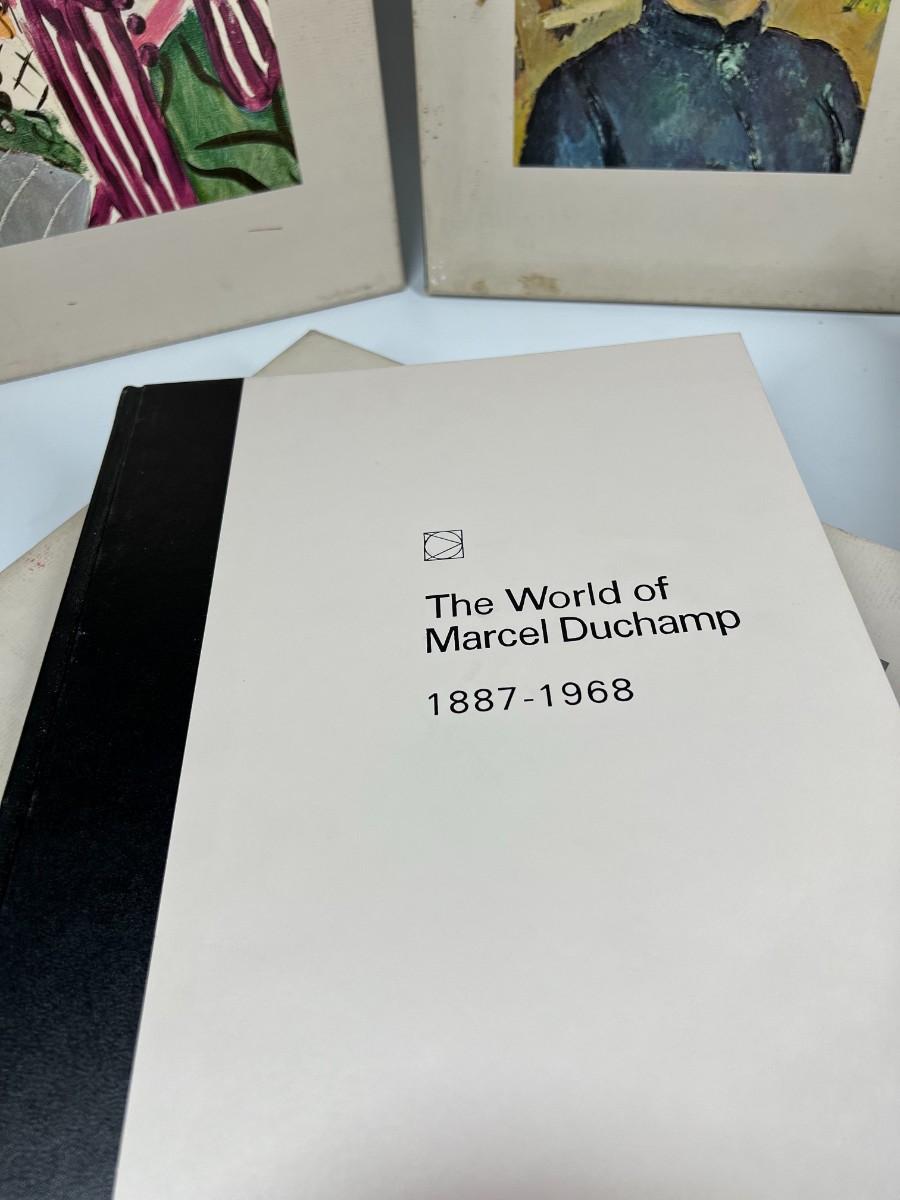 The World of
Marcel Duchamp
1887-1968